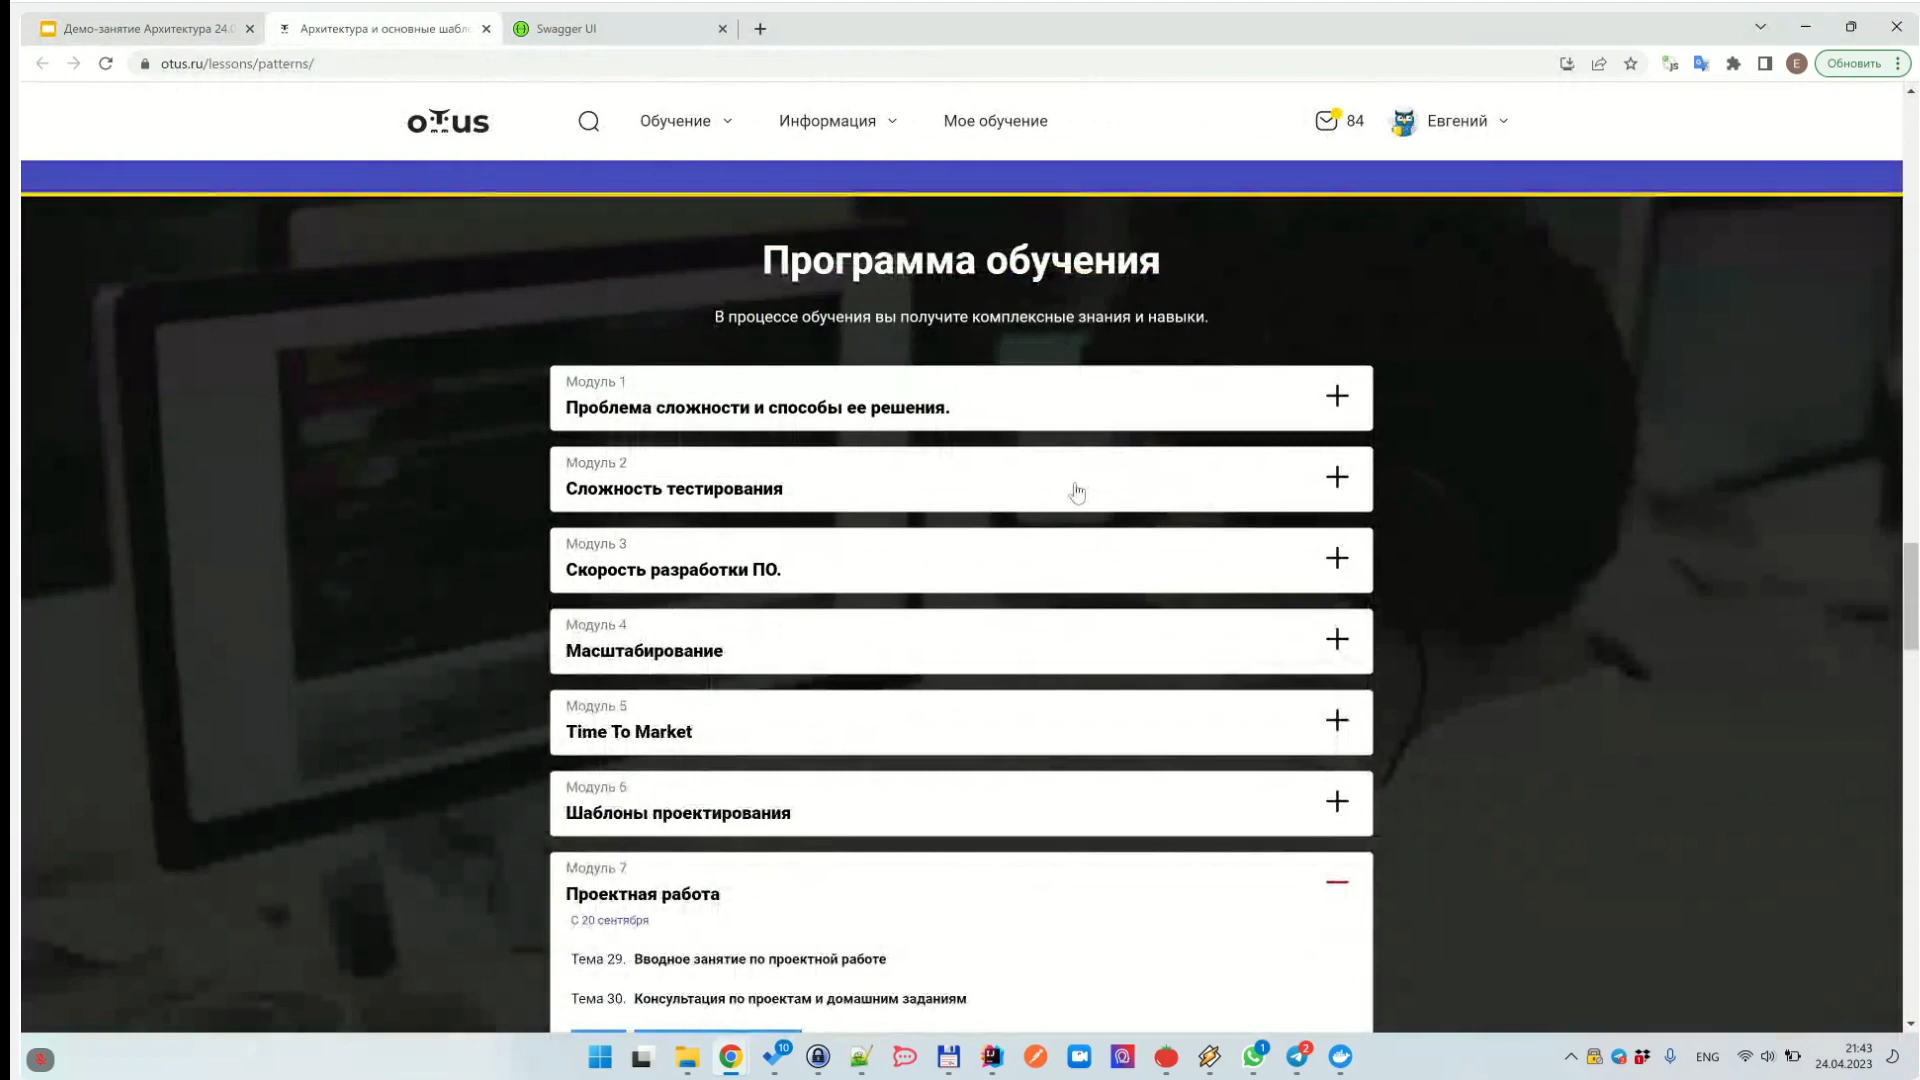 Демо-занятие Архитектура 24.0
Архитектура и основные шабл
Swagger UI
otus.ru/lessons/patterns/
Обновить
E
OTUS
Обучение
Информация
Мое обучение
84
Евгений
Программа обучения
В процессе обучения вы получите комплексные знания и навыки.
Модуль 1
Проблема сложности и способы ее решения.
Модуль 2
Сложность тестирования
Модуль 3
Скорость разработки ПО.
Модуль 4
Масштабирование
Модуль 5
Time To Market
Модуль 6
Шаблоны проектирования
Модуль 7
Проектная работа
С 20 сентября
Тема 29. Вводное занятие по проектной работе
Тема 30. Консультация по проектам и домашним заданиям
10
1
2
ENG
21:43
24.04.2023